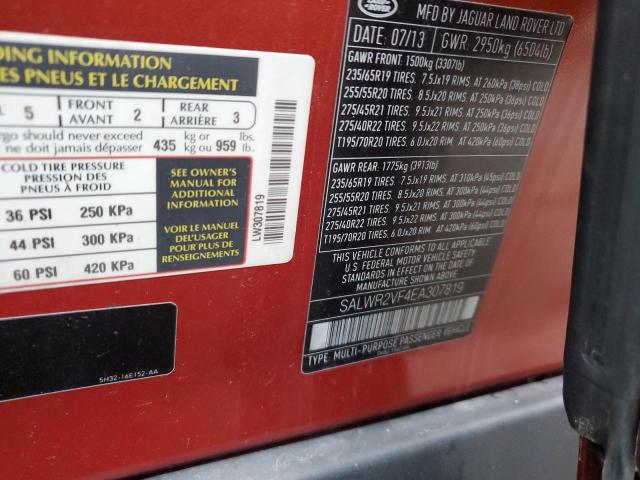 DING INFORMATION
ES PNEUS ET LE CHARGEMENT
L 5 FRONT AVANT 2 REAR ARRIÈRE 3
rgo should never exceed 435 kg or 959 lbs.
ne doit jamais dépasser kg ou lb.
COLD TIRE PRESSURE
PRESSION DES
PNEUS À FROID
36 PSI 250 KPa
44 PSI 300 KPa
60 PSI 420 KPa
SEE OWNER'S
MANUAL FOR
ADDITIONAL
INFORMATION
VOIR LE MANUEL
DE L'USAGER
POUR PLUS DE
RENSEIGNEMENTS
LW307819
5H32-16E152-AA
ROVER
MFD BY JAGUAR LAND ROVER LTD
DATE: 07/13 GWR: 2950kg (6504lb)
GAWR FRONT: 1500kg (3307lb)
235/65R19 TIRES. 7.5Jx19 RIMS. AT 260kPa (38psi) COLD
255/55R20 TIRES. 8.5Jx20 RIMS. AT 250kPa (36psi) COLD
275/45R21 TIRES. 9.5Jx21 RIMS. AT 250kPa (36psi) COLD
275/40R22 TIRES. 9.5Jx22 RIMS. AT 250kPa (36psi) COLD
T195/70R20 TIRES. 6.0Jx20 RIM. AT 420kPa (60psi) COLD
GAWR REAR: 1775kg (3913lb)
235/65R19 TIRES. 7.5Jx19 RIMS. AT 310kPa (45psi) COLD
255/55R20 TIRES. 8.5Jx20 RIMS. AT 300kPa (44psi) COLD
275/45R21 TIRES. 9.5Jx21 RIMS. AT 300kPa (44psi) COLD
275/40R22 TIRES. 9.5Jx22 RIMS. AT 300kPa (44psi) COLD
T195/70R20 TIRES. 6.0Jx20 RIM. AT 420kPa (60psi) COLD
THIS VEHICLE CONFORMS TO ALL APPLICABLE
U.S. FEDERAL MOTOR VEHICLE SAFETY
STANDARDS IN EFFECT ON THE DATE OF
MANUFACTURE SHOWN ABOVE.
SALWR2VF4EA307819
TYPE: MULTI-PURPOSE PASSENGER VEHICLE